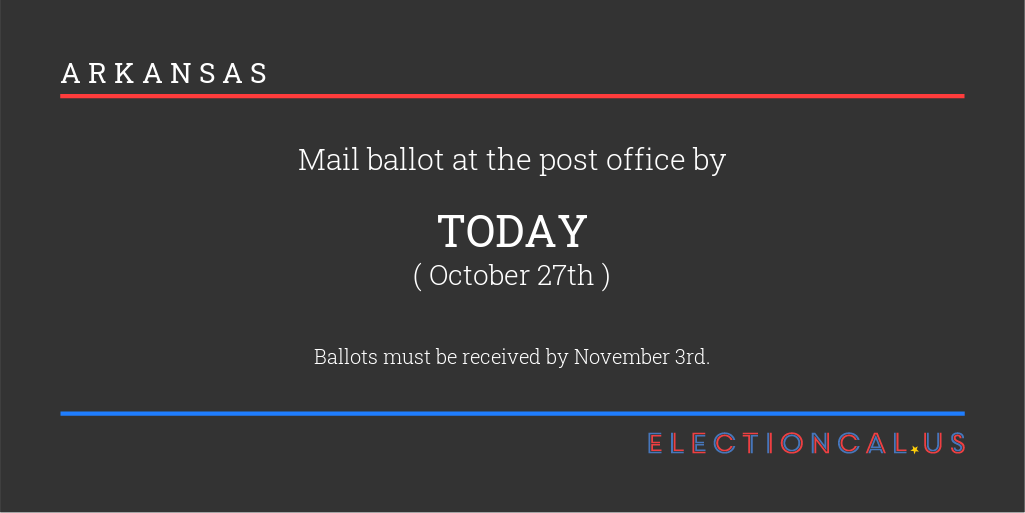 ARKANSAS
Mail ballot at the post office by
TODAY
( October 27th )
Ballots must be received by November 3rd.
ELECTIONCAL.US